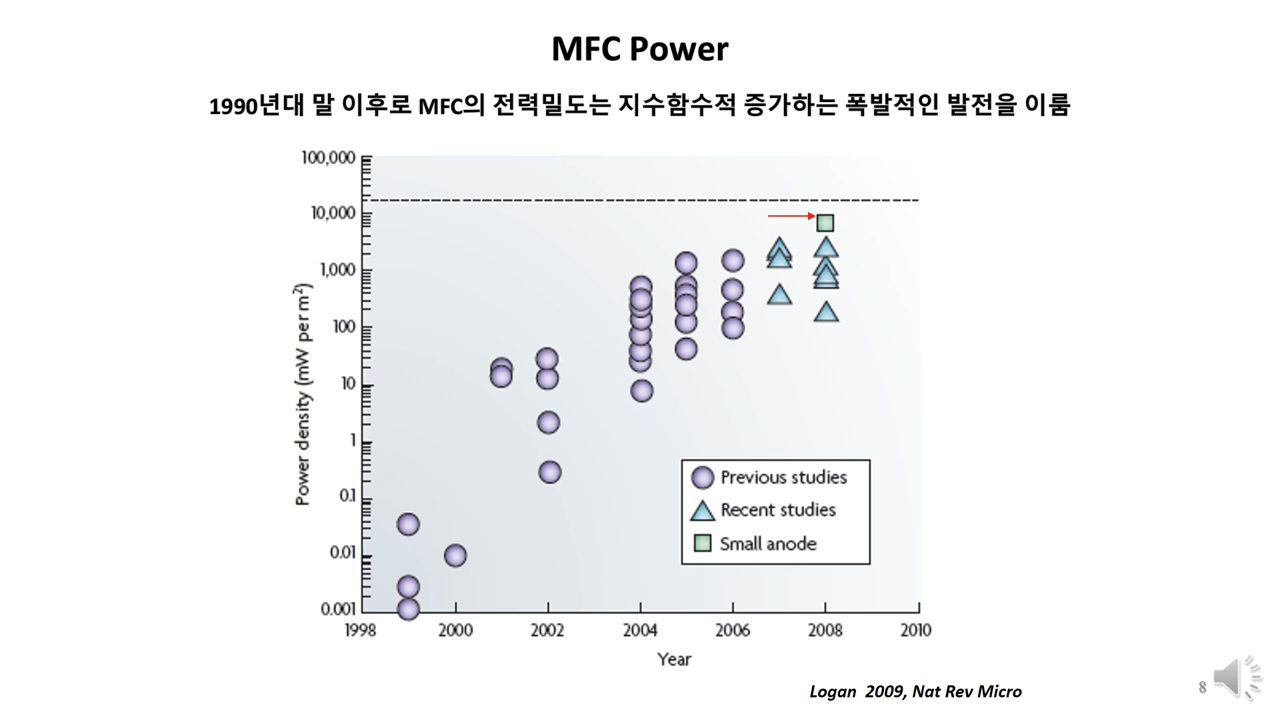 MFC Power
1990년대 말 이후로 MFC의 전력밀도는 지수함수적 증가하는 폭발적인 발전을 이룸
100,000
10,000
1,000
100
10
1
0.1
0.01
0.001
Power density (mW per m²)
Previous studies
Recent studies
Small anode
1998 2000 2002 2004 2006 2008 2010
Year
Logan 2009, Nat Rev Micro
8